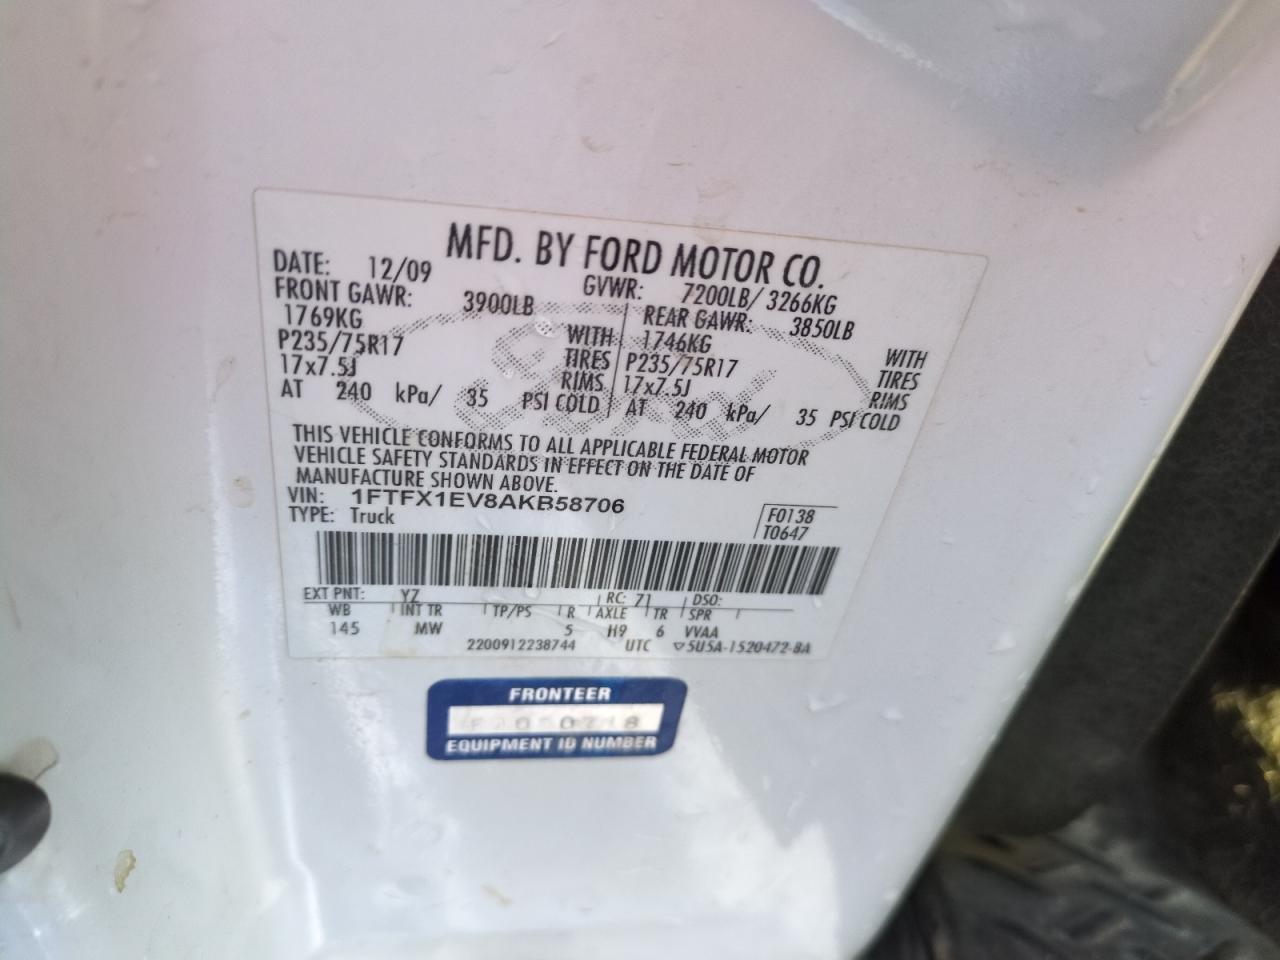 MFD. BY FORD MOTOR CO.
DATE: 12/09 GVWR: 7200LB/ 3266KG
FRONT GAWR: 3900LB REAR GAWR: 3850LB
1769KG WITH 1746KG WITH
P235/75R17 TIRES P235/75R17 TIRES
17x7.5J RIMS 17x7.5J RIMS
AT 240 kPa/ 35 PSI COLD AT 240 kPa/ 35 PSI COLD
THIS VEHICLE CONFORMS TO ALL APPLICABLE FEDERAL MOTOR
VEHICLE SAFETY STANDARDS IN EFFECT ON THE DATE OF
MANUFACTURE SHOWN ABOVE.
VIN: 1FTFX1EV8AKB58706
TYPE: Truck
F0138
T0647
EXT PNT: YZ RC: 71 DSO:
WB INT TR TP/PS R AXLE TR SPR
145 MW 5 H9 6 VVAA
2200912238744 UTC ▽5U5A-1520472-BA
Ford
FRONTEER
EQUIPMENT ID NUMBER